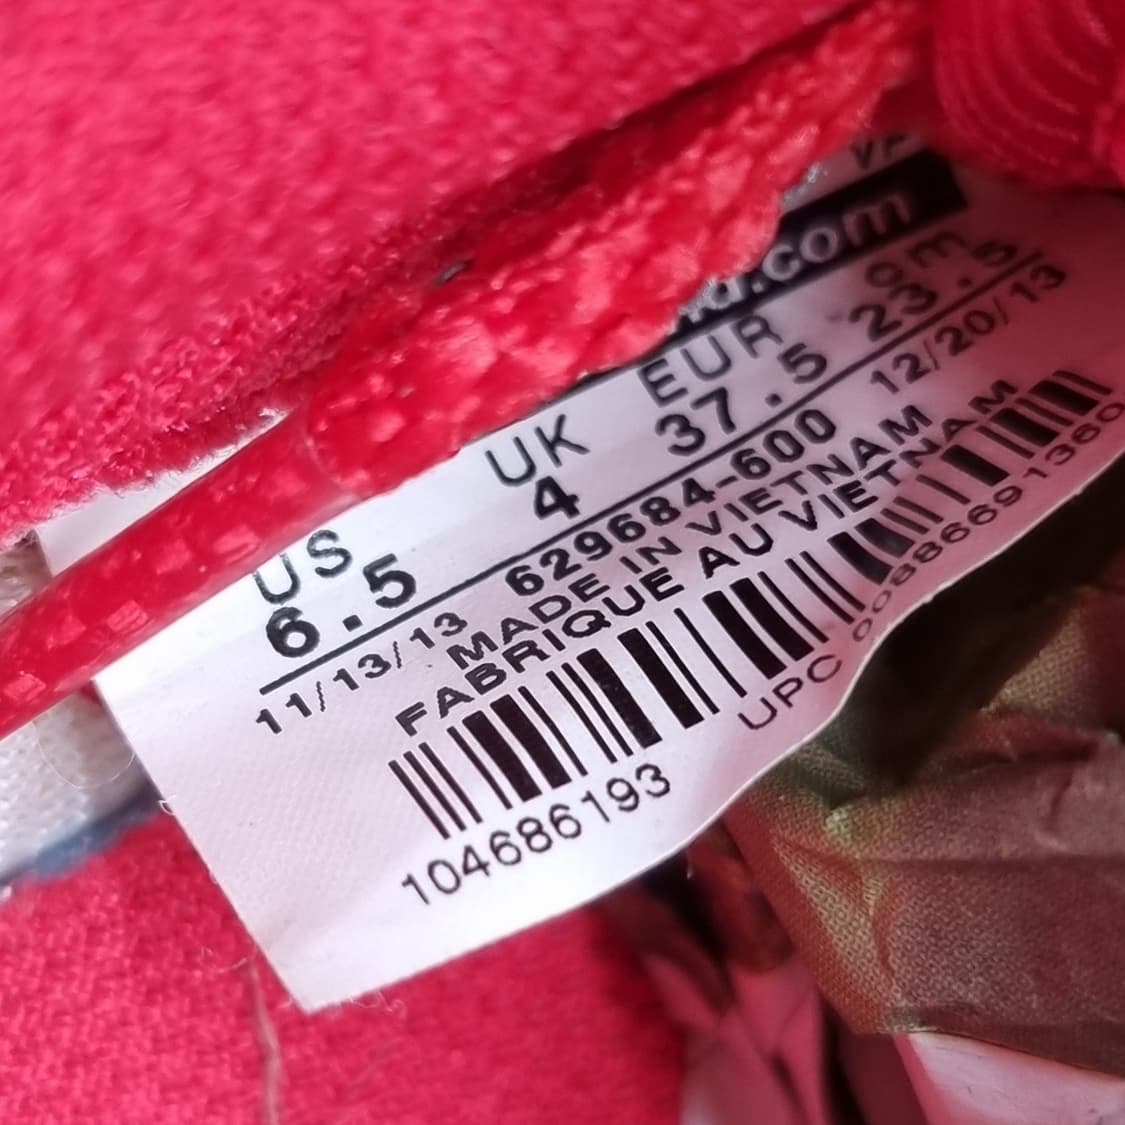 .com
US UK EUR cm
6.5 4 37.5 23.5
11/13/13 629684-600 12/20/13
MADE IN VIETNAM
FABRIQUE AU VIETNAM
104686193 UPC 00886691380